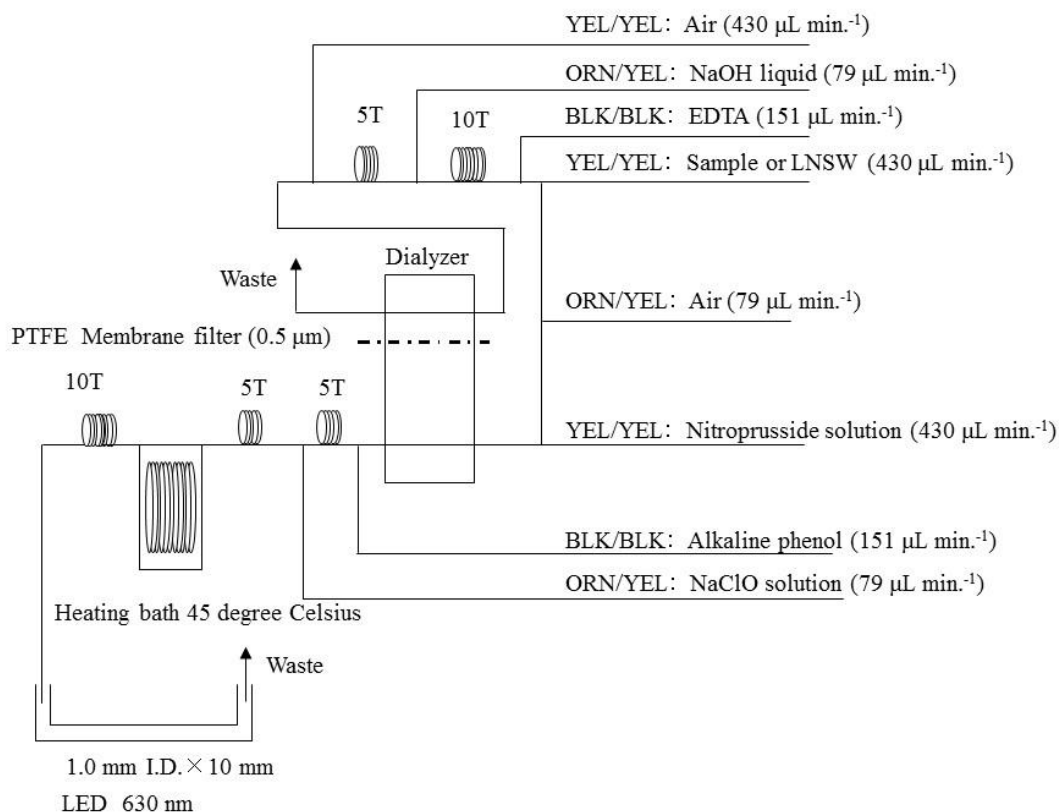 YEL/YEL: Air (430 μL min.-1)
ORN/YEL: NaOH liquid (79 μL min.-1)
5T
10T
BLK/BLK: EDTA (151 μL min.-1)
YEL/YEL: Sample or LNSW (430 μL min.-1)
Dialyzer
Waste
ORN/YEL: Air (79 μL min.-1)
PTFE Membrane filter (0.5 μm)
10T
5T
5T
YEL/YEL: Nitroprusside solution (430 μL min.-1)
BLK/BLK: Alkaline phenol (151 μL min.-1)
ORN/YEL: NaClO solution (79 μL min.-1)
Heating bath 45 degree Celsius
Waste
1.0 mm I.D.×10 mm
LED 630 nm